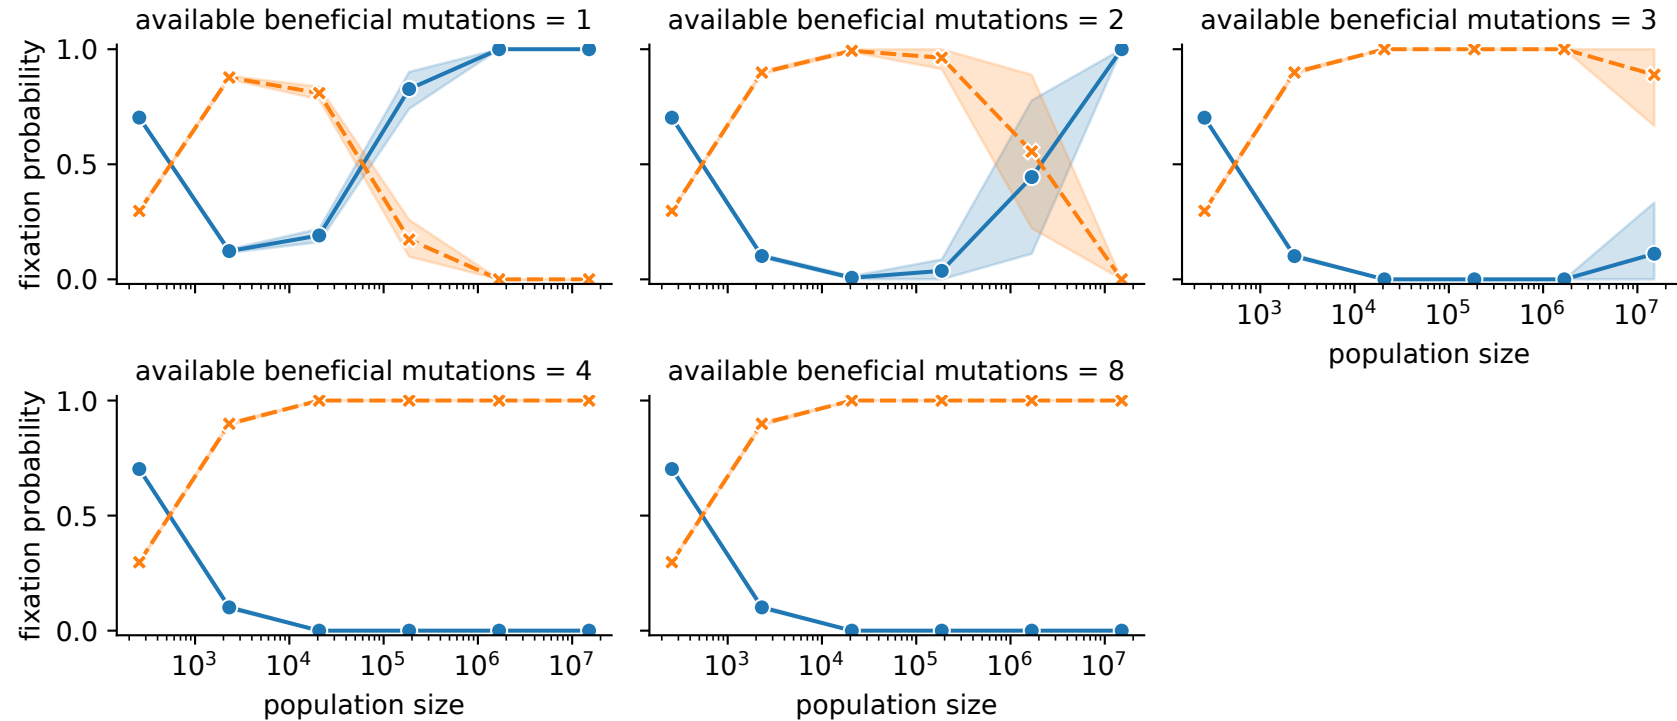 available beneficial mutations = 1
available beneficial mutations = 2
available beneficial mutations = 3
fixation probability
1.0
0.5
0.0
10³ 10⁴ 10⁵ 10⁶ 10⁷
population size
available beneficial mutations = 4
available beneficial mutations = 8
fixation probability
1.0
0.5
0.0
10³ 10⁴ 10⁵ 10⁶ 10⁷
population size
10³ 10⁴ 10⁵ 10⁶ 10⁷
population size